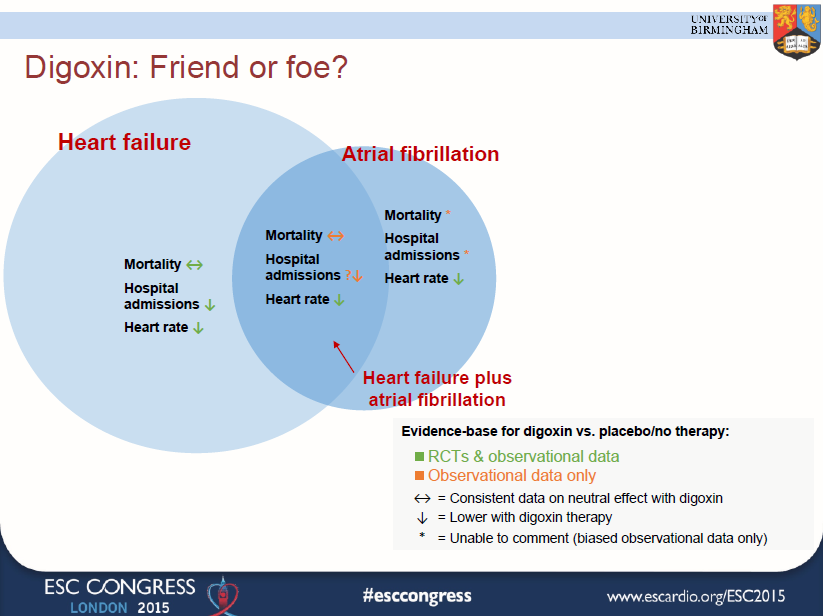 UNIVERSITY OF
BIRMINGHAM
Digoxin: Friend or foe?
Heart failure
Atrial fibrillation
Mortality ↔
Hospital
admissions ↓
Heart rate ↓
Mortality ↔
Hospital
admissions ?↓
Heart rate ↓
Mortality *
Hospital
admissions *
Heart rate ↓
Heart failure plus
atrial fibrillation
Evidence-base for digoxin vs. placebo/no therapy:
RCTs & observational data
Observational data only
↔ = Consistent data on neutral effect with digoxin
↓ = Lower with digoxin therapy
* = Unable to comment (biased observational data only)
ESC CONGRESS
LONDON 2015
#esccongress
www.escardio.org/ESC2015